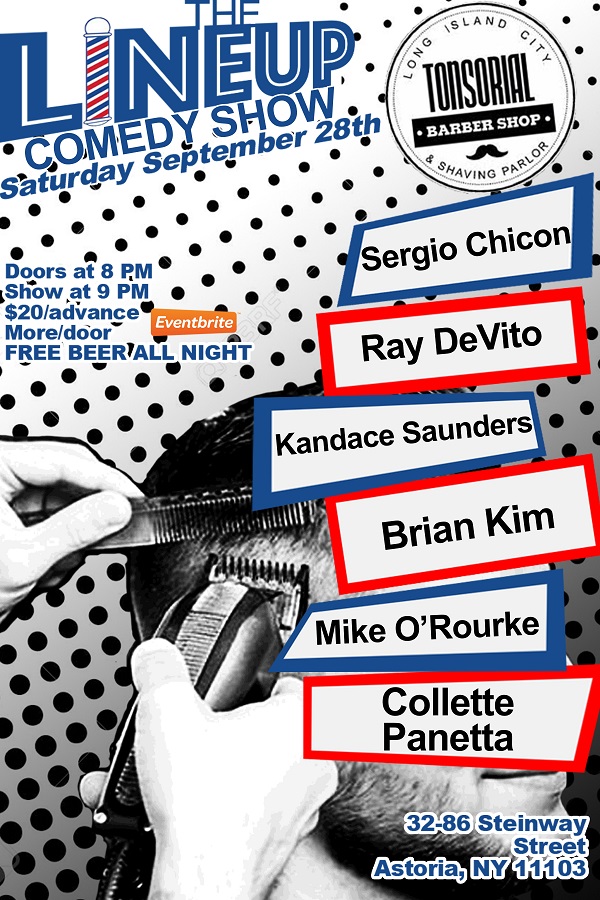 THE
LINEUP
COMEDY SHOW
Saturday September 28th
LONG ISLAND CITY
TONSORIAL
• BARBER SHOP •
& SHAVING PARLOR
Sergio Chicon
Doors at 8 PM
Show at 9 PM
$20/advance
More/door
Eventbrite
FREE BEER ALL NIGHT
Ray DeVito
Kandace Saunders
Brian Kim
Mike O’Rourke
Collette
Panetta
32-86 Steinway
Street
Astoria, NY 11103